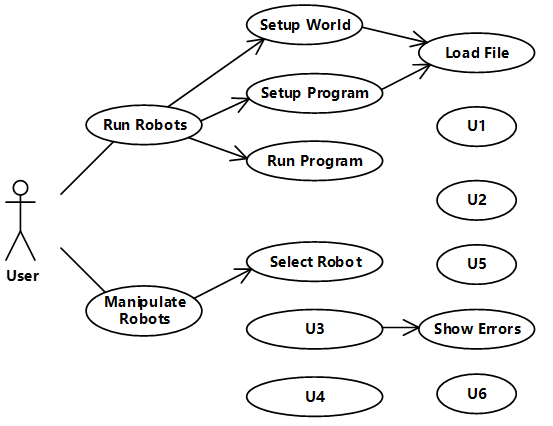 Setup World
Load File
Setup Program
Run Robots
U1
Run Program
U2
User
Select Robot
U5
Manipulate
Robots
U3
Show Errors
U4
U6